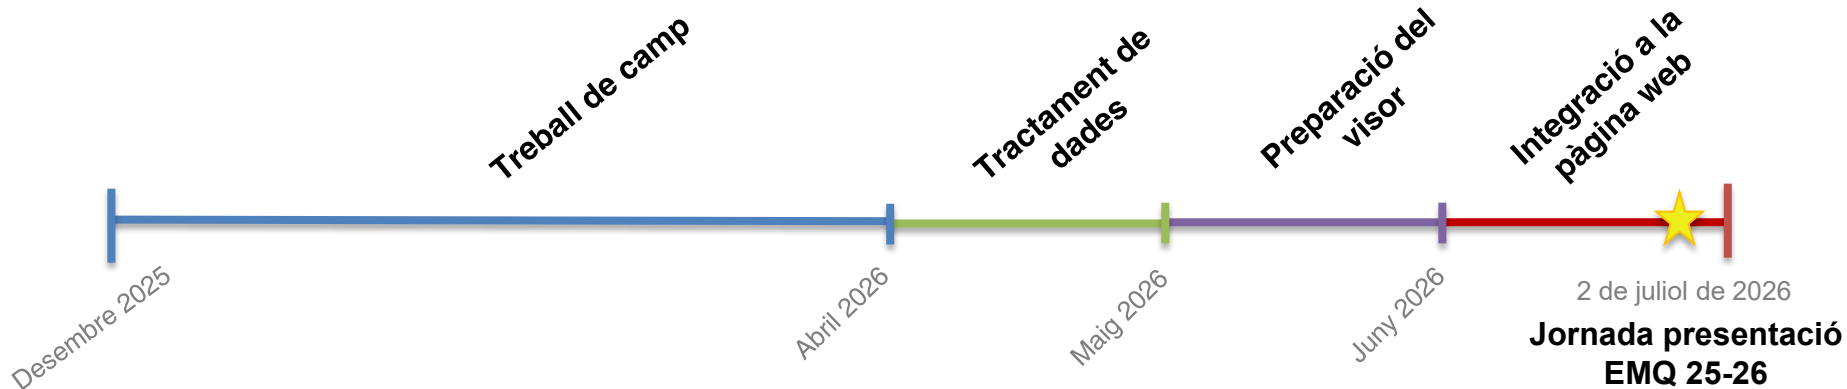 Treball de camp
Tractament de
dades
Preparació del
visor
Integració a la
pàgina web
Desembre 2025
Abril 2026
Maig 2026
Juny 2026
2 de juliol de 2026
Jornada presentació
EMQ 25-26